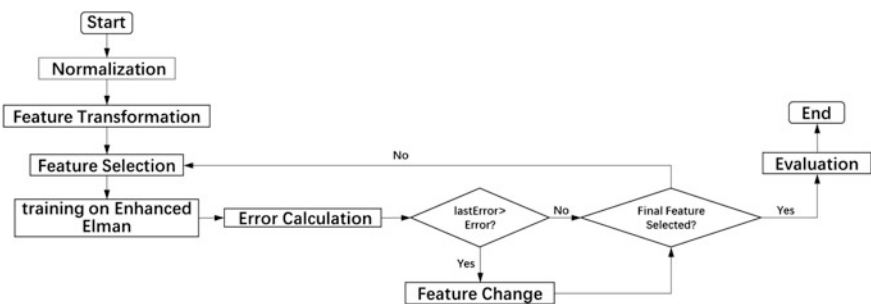 Start
Normalization
Feature Transformation
Feature Selection
training on Enhanced
Elman
Error Calculation
lastError>
Error?
No
Yes
Feature Change
Final Feature
Selected?
No
Yes
Evaluation
End